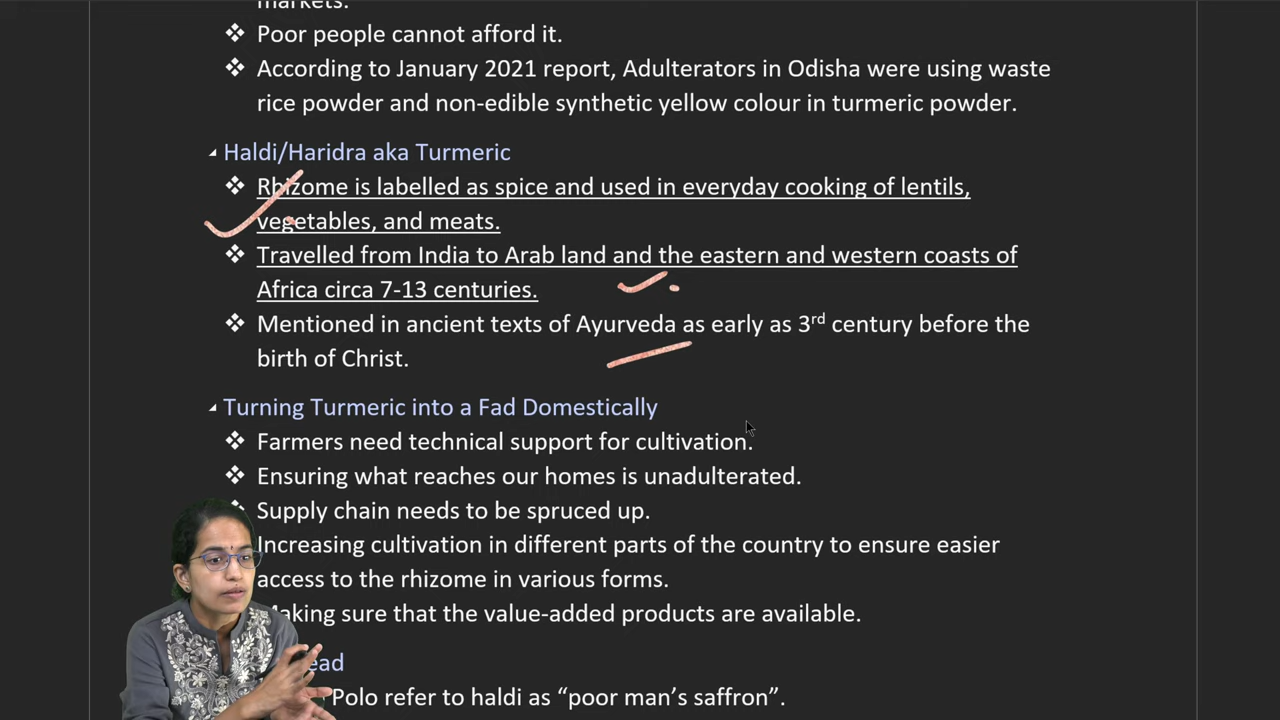 markets.
❖ Poor people cannot afford it.
❖ According to January 2021 report, Adulterators in Odisha were using waste
rice powder and non-edible synthetic yellow colour in turmeric powder.
Haldi/Haridra aka Turmeric
❖ Rhizome is labelled as spice and used in everyday cooking of lentils,
vegetables, and meats.
❖ Travelled from India to Arab land and the eastern and western coasts of
Africa circa 7-13 centuries.
❖ Mentioned in ancient texts of Ayurveda as early as 3rd century before the
birth of Christ.
Turning Turmeric into a Fad Domestically
❖ Farmers need technical support for cultivation.
❖ Ensuring what reaches our homes is unadulterated.
❖ Supply chain needs to be spruced up.
Increasing cultivation in different parts of the country to ensure easier
access to the rhizome in various forms.
Making sure that the value-added products are available.
Polo refer to haldi as “poor man’s saffron”.